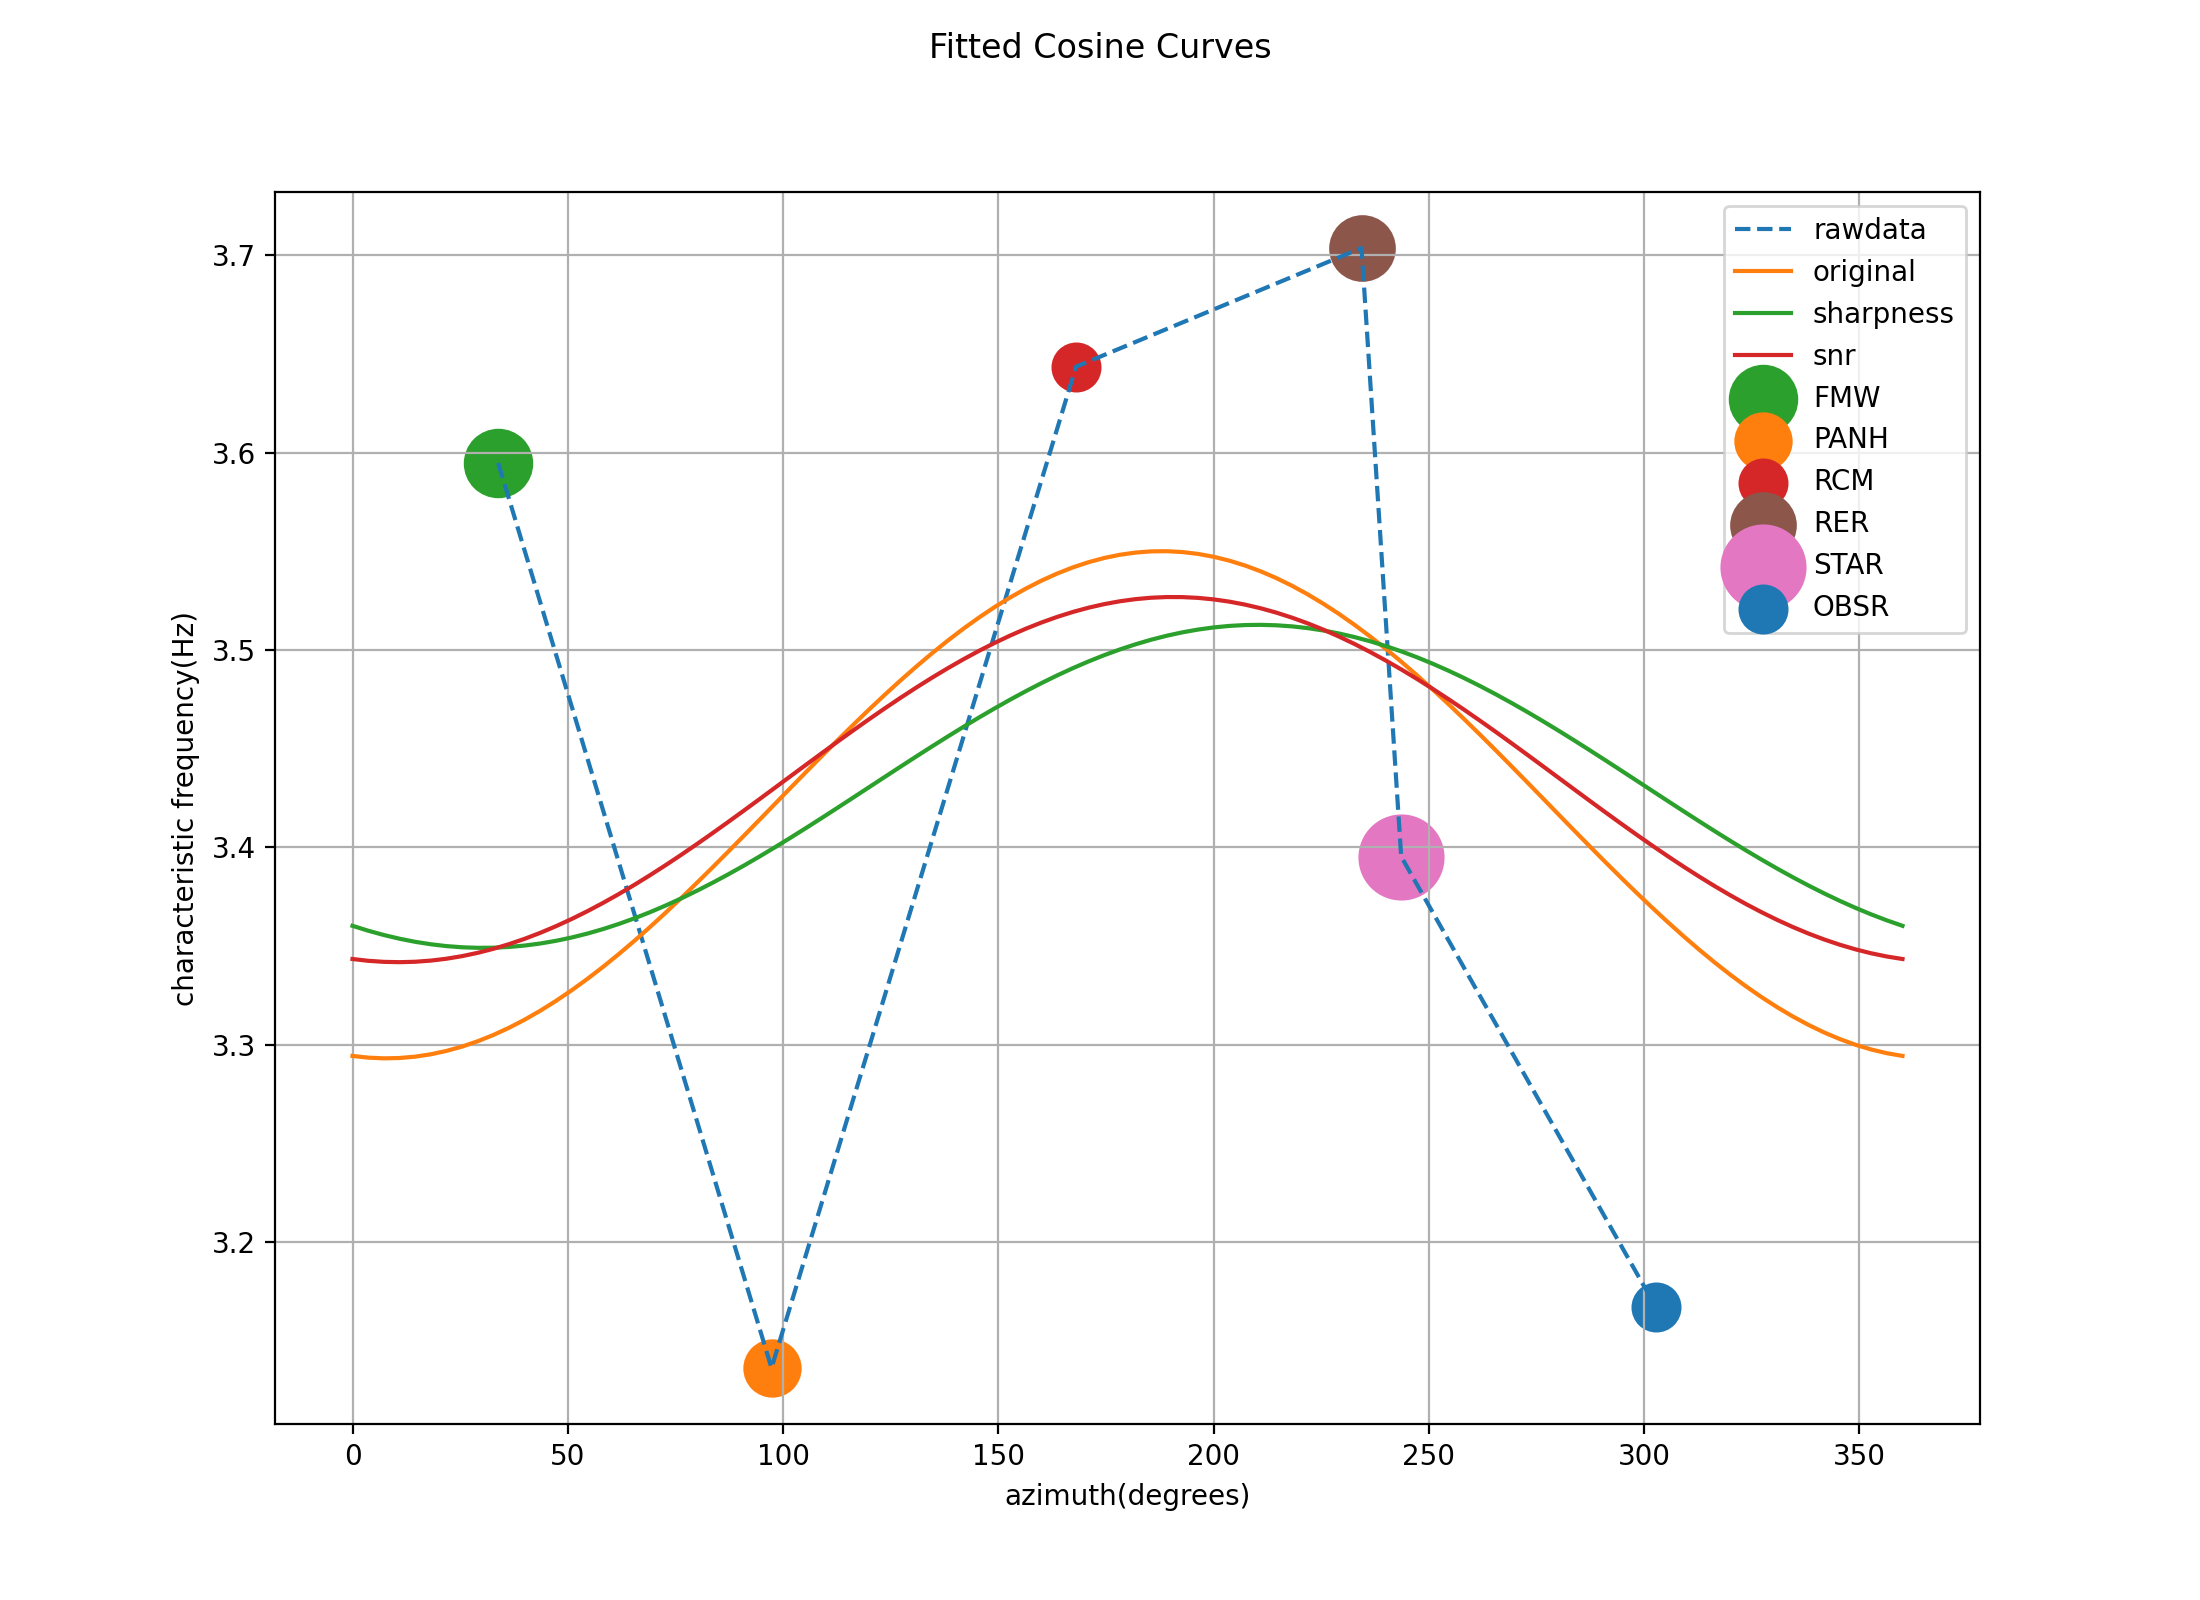 Fitted Cosine Curves
3.7
3.6
3.5
3.4
3.3
3.2
characteristic frequency(Hz)
0 50 100 150 200 250 300 350
azimuth(degrees)
rawdata
original
sharpness
snr
FMW
PANH
RCM
RER
STAR
OBSR